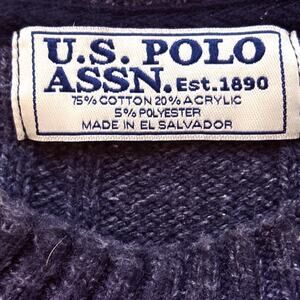 U.S. POLO
ASSN. Est.1890
75% COTTON 20% ACRYLIC
5% POLYESTER
MADE IN EL SALVADOR